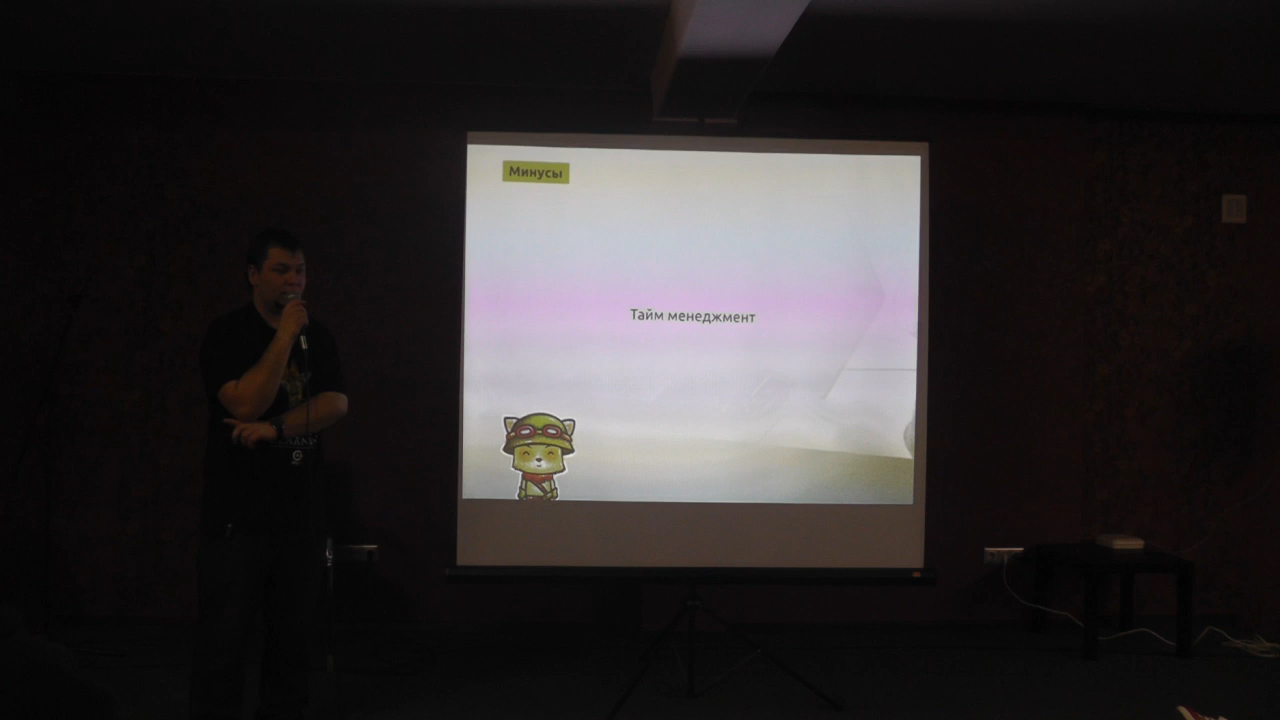 Минусы
Тайм менеджмент